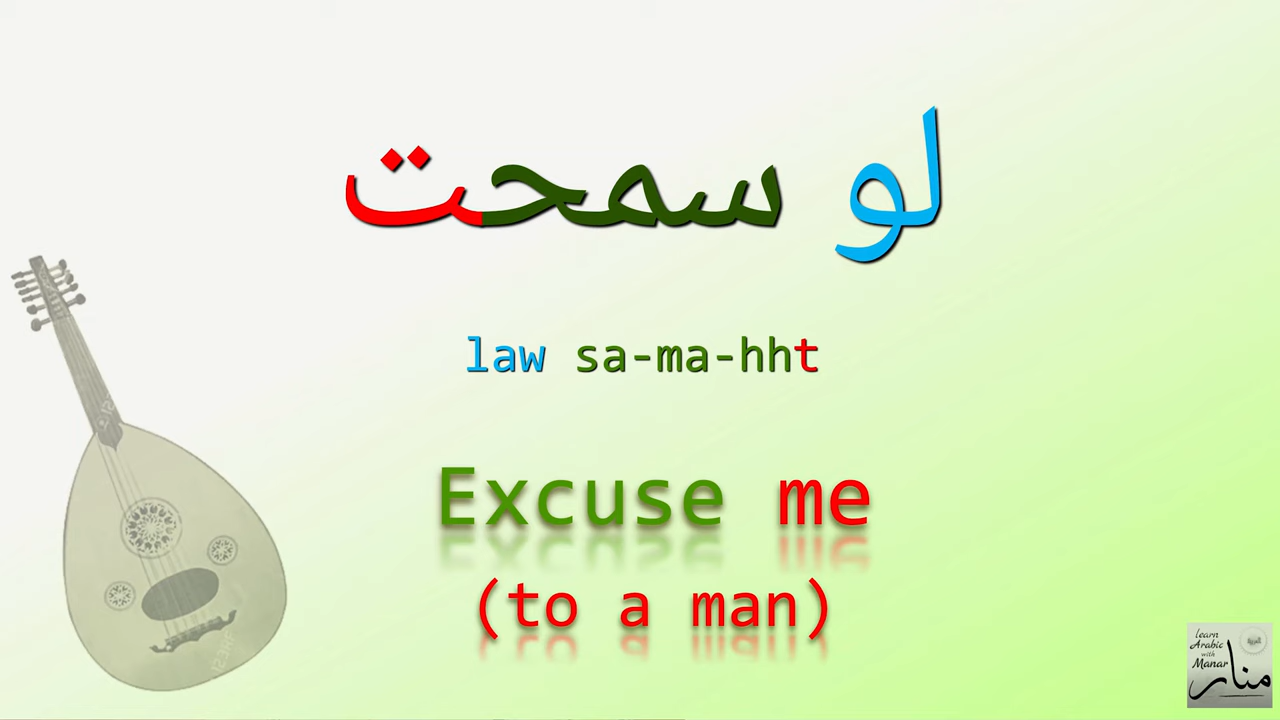 لو سمحت
law sa-ma-hht
Excuse me
(to a man)
learn
Arabic
with
Manar
منار